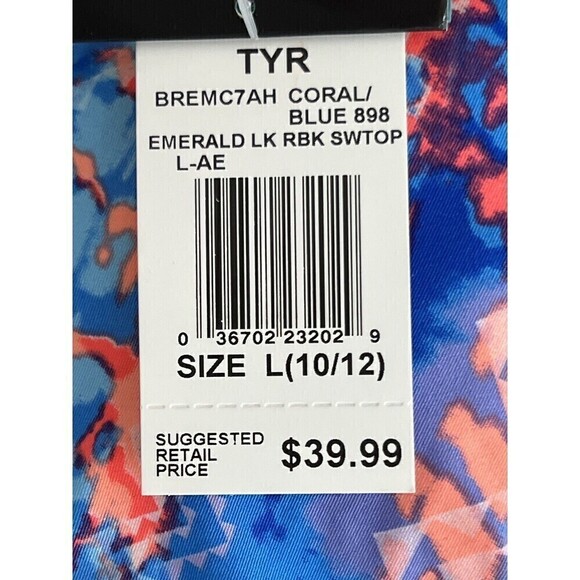 TYR
BREMC7AH CORAL/
BLUE 898
EMERALD LK RBK SWTOP
L-AE
0 36702 23202 9
SIZE L(10/12)
SUGGESTED
RETAIL
PRICE
$39.99